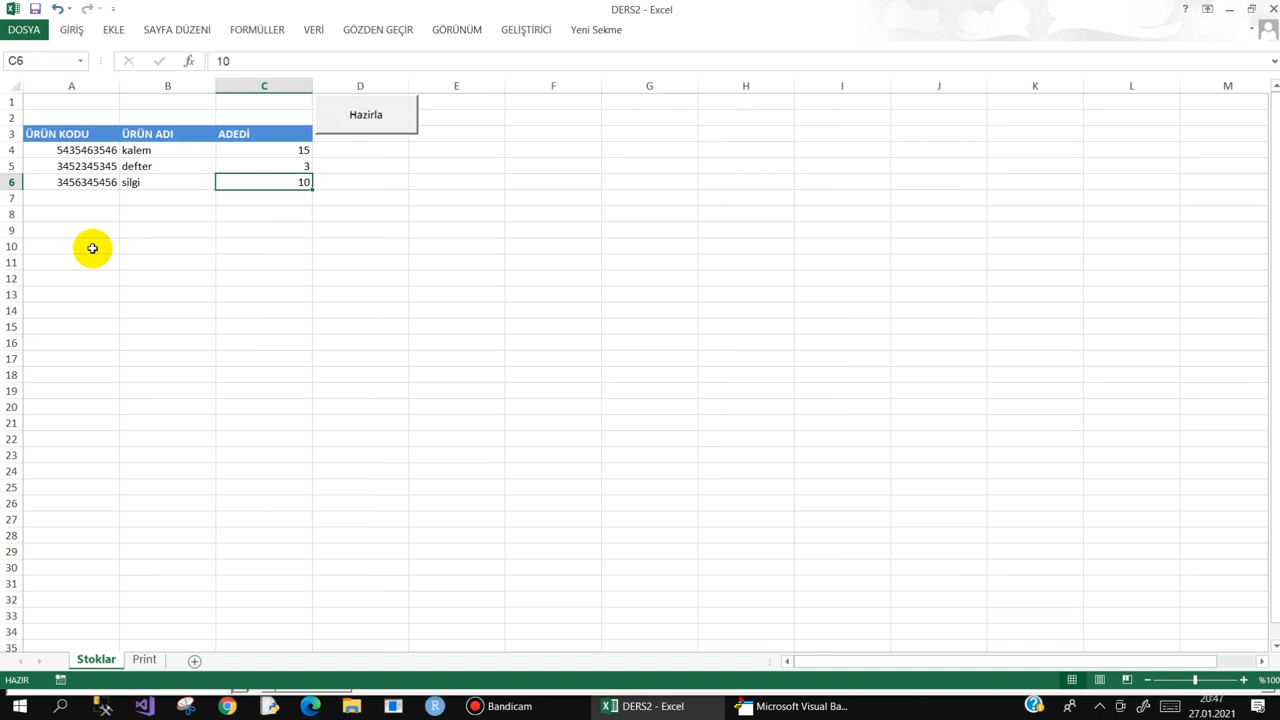 DERS2 - Excel
DOSYA GİRİŞ EKLE SAYFA DÜZENİ FORMÜLLER VERİ GÖZDEN GEÇİR GÖRÜNÜM GELİŞTİRİCİ Yeni Sekme
C6 fx 10
A B C D E F G H I J K L M
1 Hazirla
2
3 ÜRÜN KODU ÜRÜN ADI ADEDİ
4 5435463546 kalem 15
5 3452345345 defter 3
6 3456345456 silgi 10
7
8
9
10
11
12
13
14
15
16
17
18
19
20
21
22
23
24
25
26
27
28
29
30
31
32
33
34
35
Stoklar Print
HAZIR %100
Bandicam DERS2 - Excel Microsoft Visual Ba... 20:47
27.01.2021